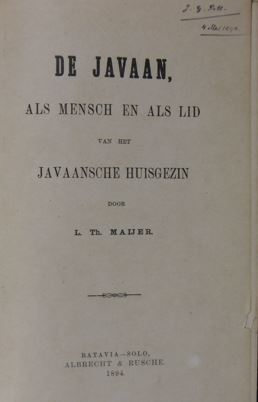 DE JAVAAN,
ALS MENSCH EN ALS LID
VAN HET
JAVAANSCHE HUISGEZIN
DOOR
L. Th. MAIJER.
BATAVIA—SOLO,
ALBRECHT & RUSCHE.
1894.